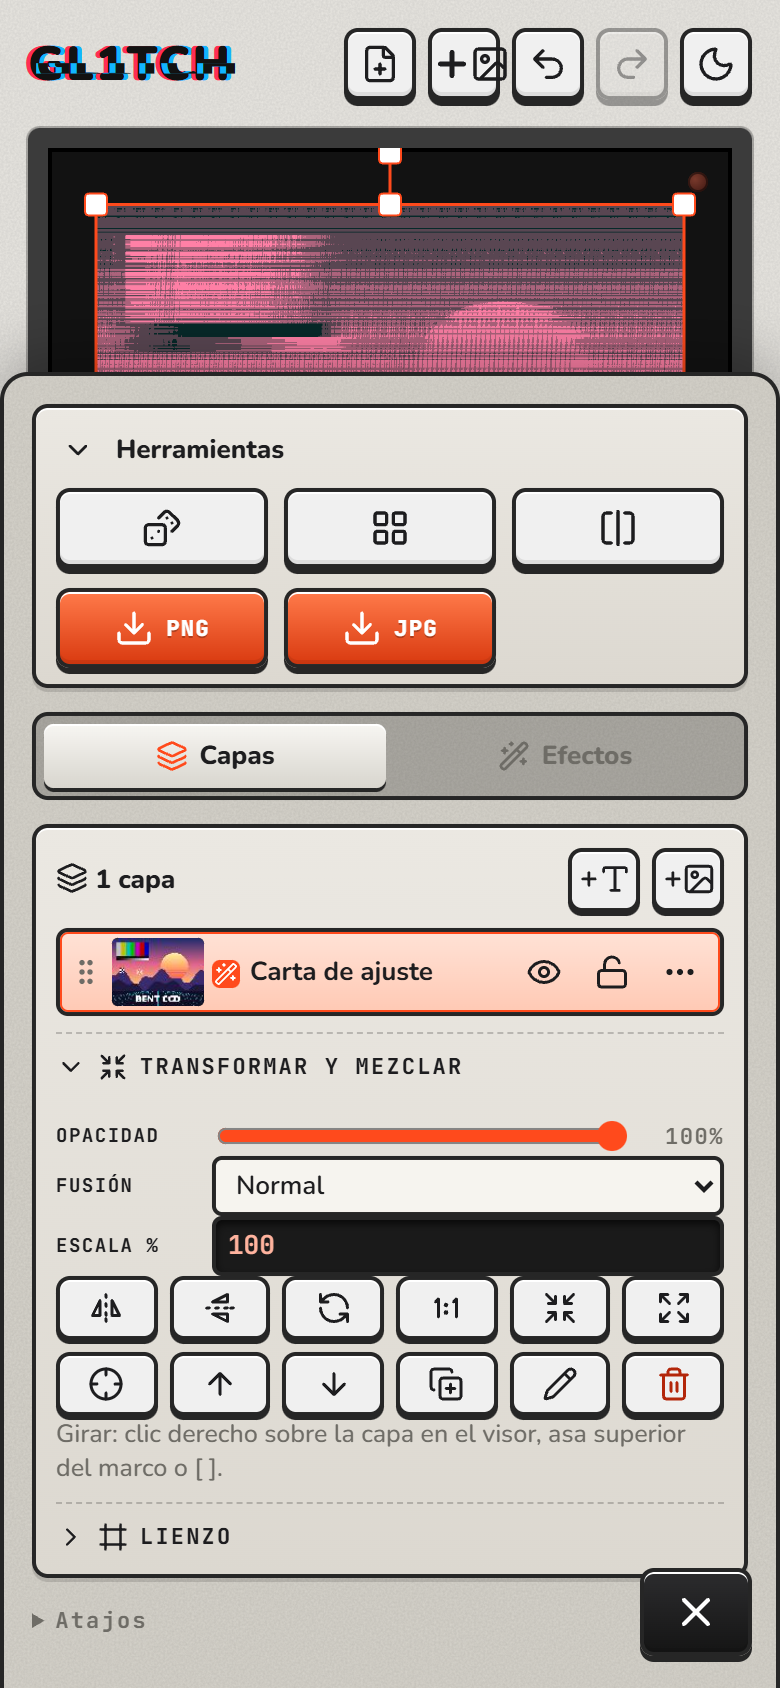 GL1TCH
Herramientas
PNG
JPG
Capas
Efectos
1 capa
+T
Carta de ajuste
TRANSFORMAR Y MEZCLAR
OPACIDAD
100%
FUSIÓN
Normal
ESCALA %
100
1:1
Girar: clic derecho sobre la capa en el visor, asa superior
del marco o [ ].
LIENZO
Atajos